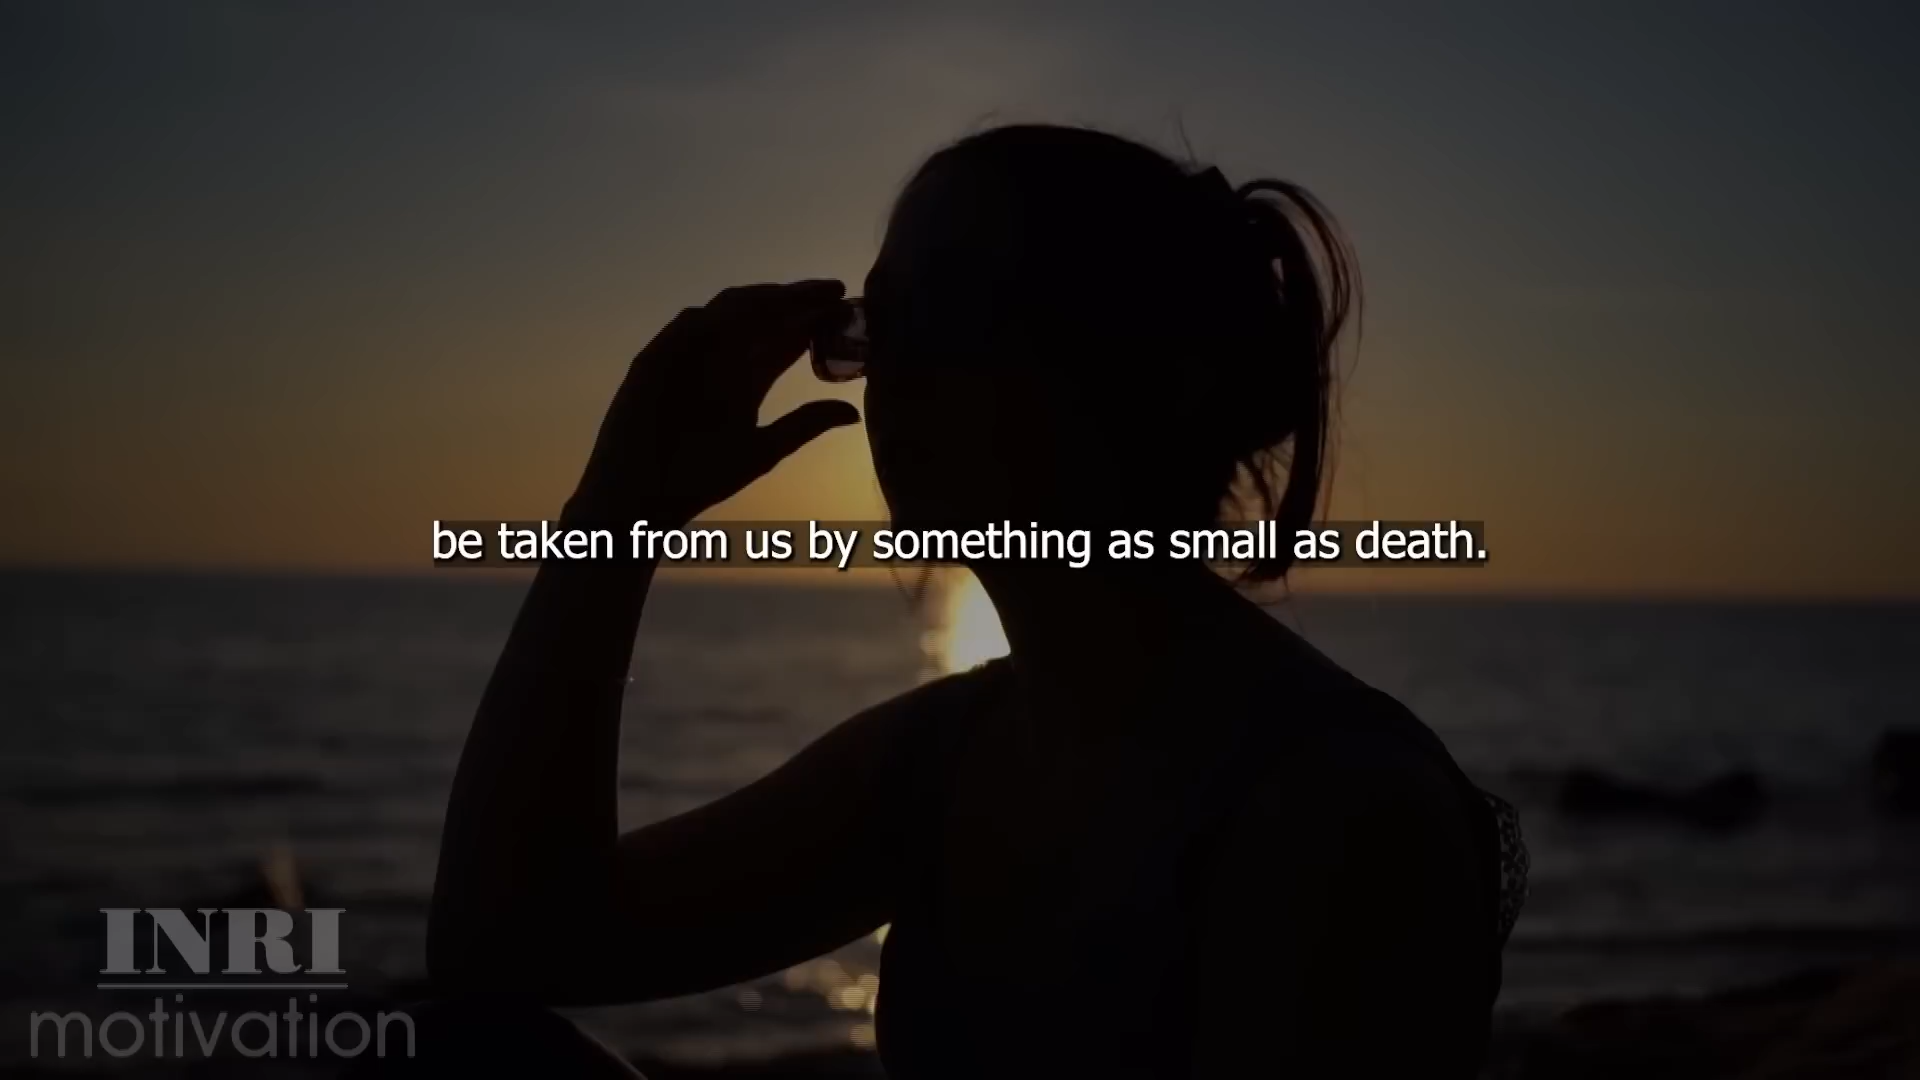 be taken from us by something as small as death.
INRI
motivation